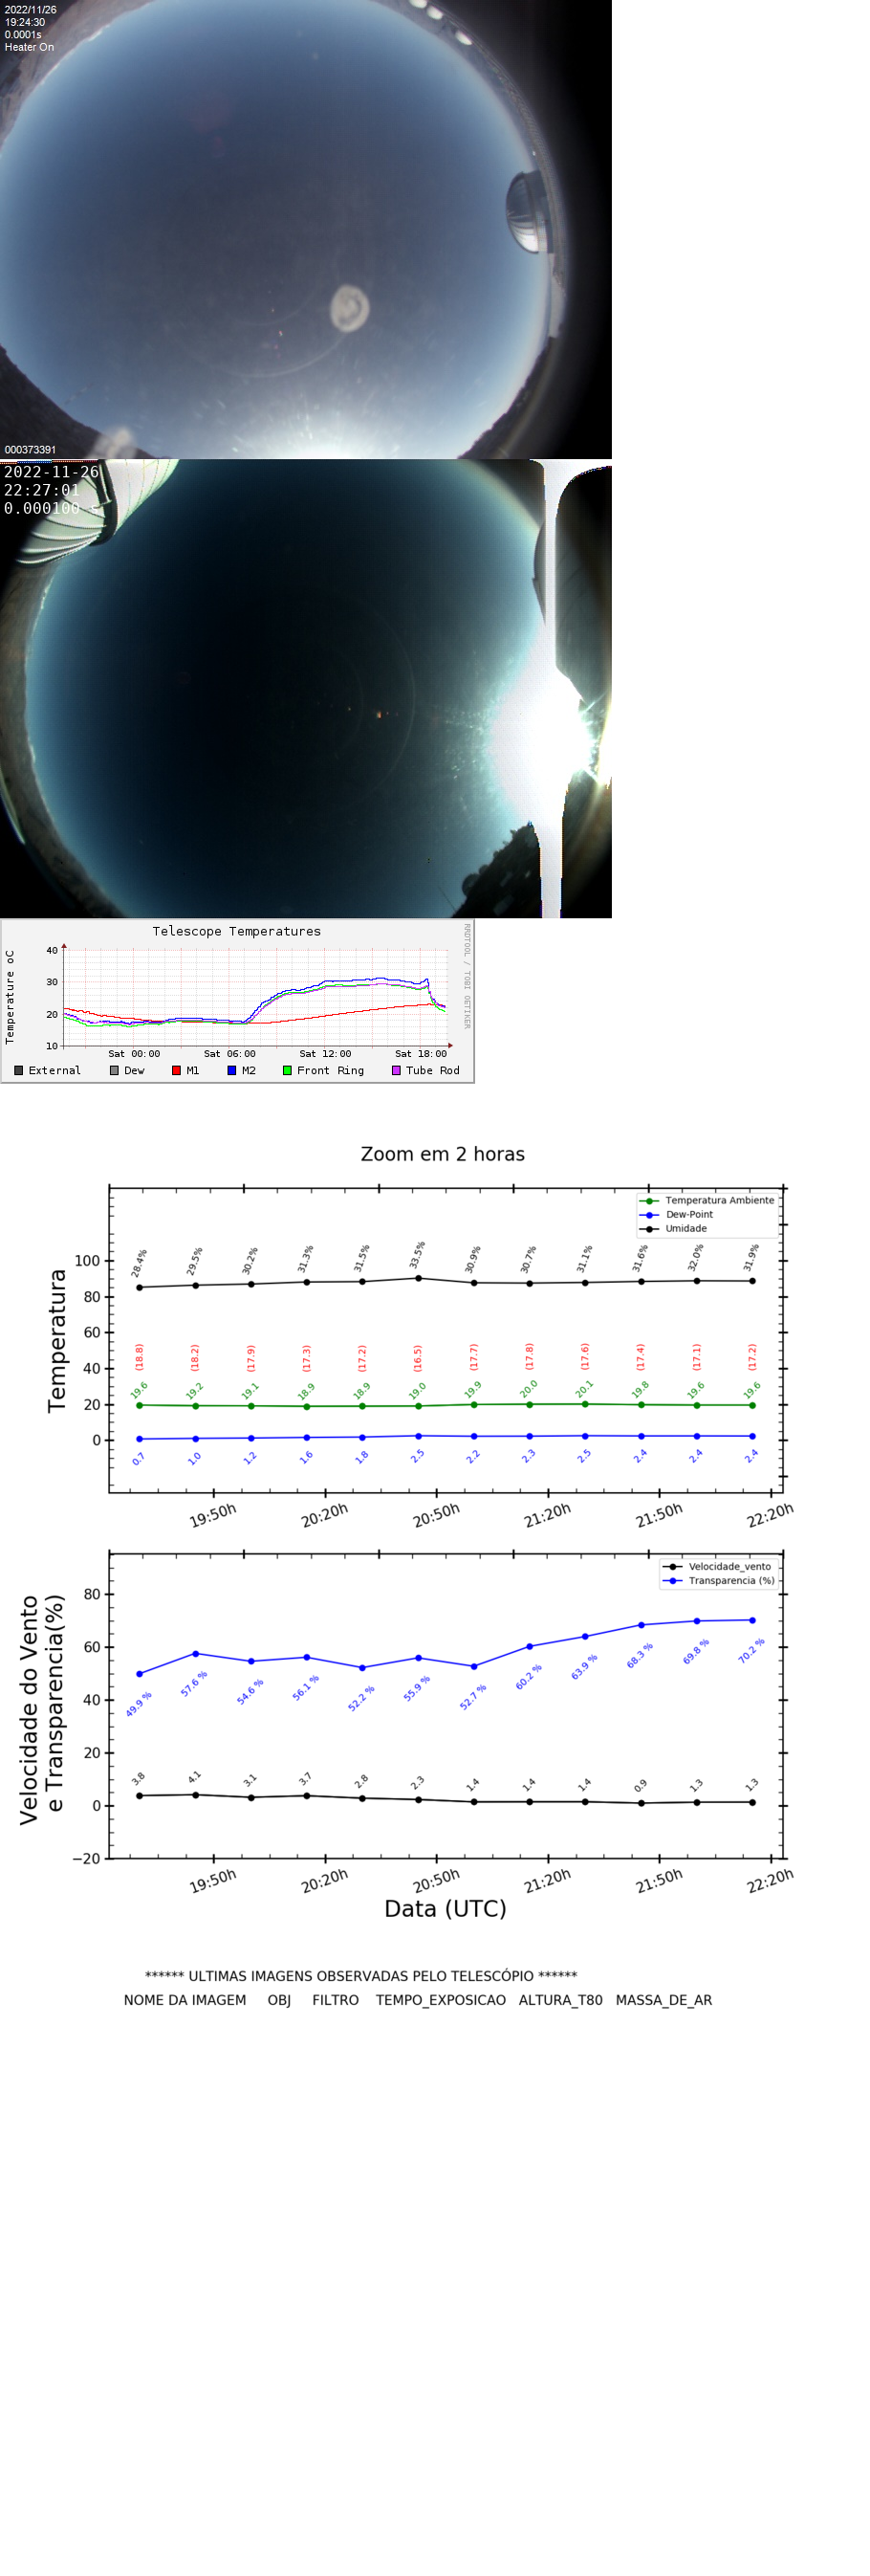 2022/11/26
19:24:30
0.0001s
Heater On
000373391
2022-11-26
22:27:01
0.000100 s
Telescope Temperatures
RRDTOOL / TOBI OETIKER
Temperature oC
40
30
20
10
Sat 00:00 Sat 06:00 Sat 12:00 Sat 18:00
External Dew M1 M2 Front Ring Tube Rod
Zoom em 2 horas
Temperatura Ambiente
Dew-Point
Umidade
Temperatura
100
80
60
40
20
0
28.4% 29.5% 30.2% 31.3% 31.5% 33.5% 30.9% 30.7% 31.1% 31.6% 32.0% 31.9%
(18.8) (18.2) (17.9) (17.3) (17.2) (16.5) (17.7) (17.8) (17.6) (17.4) (17.1) (17.2)
19.6 19.2 19.1 18.9 18.9 19.0 19.9 20.0 20.1 19.8 19.6 19.6
0.7 1.0 1.2 1.6 1.8 2.5 2.2 2.3 2.5 2.4 2.4 2.4
19:50h 20:20h 20:50h 21:20h 21:50h 22:20h
Velocidade_vento
Transparencia (%)
Velocidade do Vento
e Transparencia(%)
80
60
40
20
0
−20
49.9 % 57.6 % 54.6 % 56.1 % 52.2 % 55.9 % 52.7 % 60.2 % 63.9 % 68.3 % 69.8 % 70.2 %
3.8 4.1 3.1 3.7 2.8 2.3 1.4 1.4 1.4 0.9 1.3 1.3
19:50h 20:20h 20:50h 21:20h 21:50h 22:20h
Data (UTC)
****** ULTIMAS IMAGENS OBSERVADAS PELO TELESCÓPIO ******
NOME DA IMAGEM OBJ FILTRO TEMPO_EXPOSICAO ALTURA_T80 MASSA_DE_AR